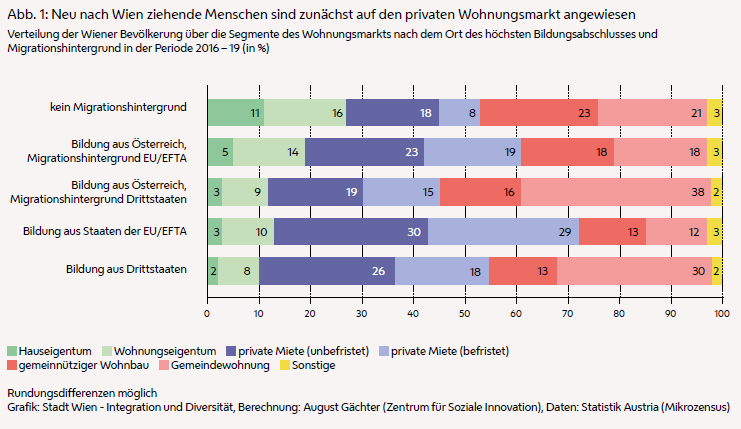 Abb. 1: Neu nach Wien ziehende Menschen sind zunächst auf den privaten Wohnungsmarkt angewiesen
Verteilung der Wiener Bevölkerung über die Segmente des Wohnungsmarkts nach dem Ort des höchsten Bildungsabschlusses und
Migrationshintergrund in der Periode 2016 – 19 (in %)
kein Migrationshintergrund 11 16 18 8 23 21 3
Bildung aus Österreich,
Migrationshintergrund EU/EFTA 5 14 23 19 18 18 3
Bildung aus Österreich,
Migrationshintergrund Drittstaaten 3 9 19 15 16 38 2
Bildung aus Staaten der EU/EFTA 3 10 30 29 13 12 3
Bildung aus Drittstaaten 2 8 26 18 13 30 2
0 10 20 30 40 50 60 70 80 90 100
Hauseigentum Wohnungseigentum private Miete (unbefristet) private Miete (befristet)
gemeinnütziger Wohnbau Gemeindewohnung Sonstige
Rundungsdifferenzen möglich
Grafik: Stadt Wien - Integration und Diversität, Berechnung: August Gächter (Zentrum für Soziale Innovation), Daten: Statistik Austria (Mikrozensus)